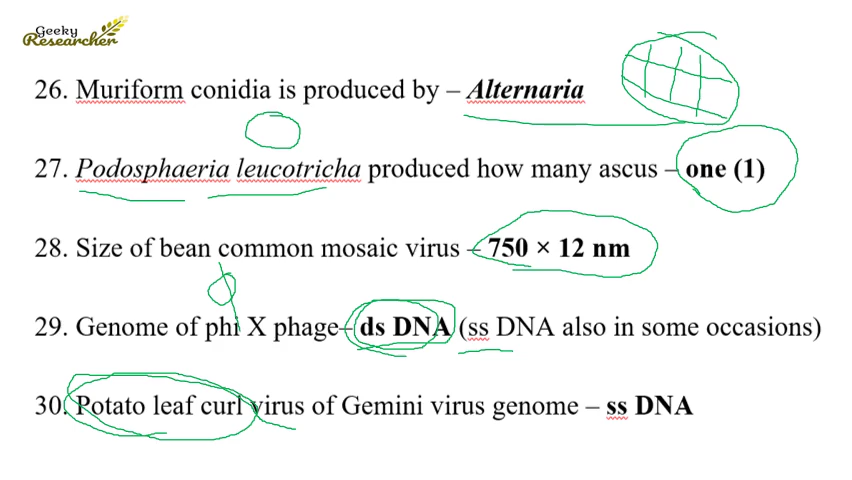 Geeky
Researcher
26. Muriform conidia is produced by – Alternaria
27. Podosphaeria leucotricha produced how many ascus – one (1)
28. Size of bean common mosaic virus – 750 × 12 nm
29. Genome of phi X phage– ds DNA (ss DNA also in some occasions)
30. Potato leaf curl virus of Gemini virus genome – ss DNA